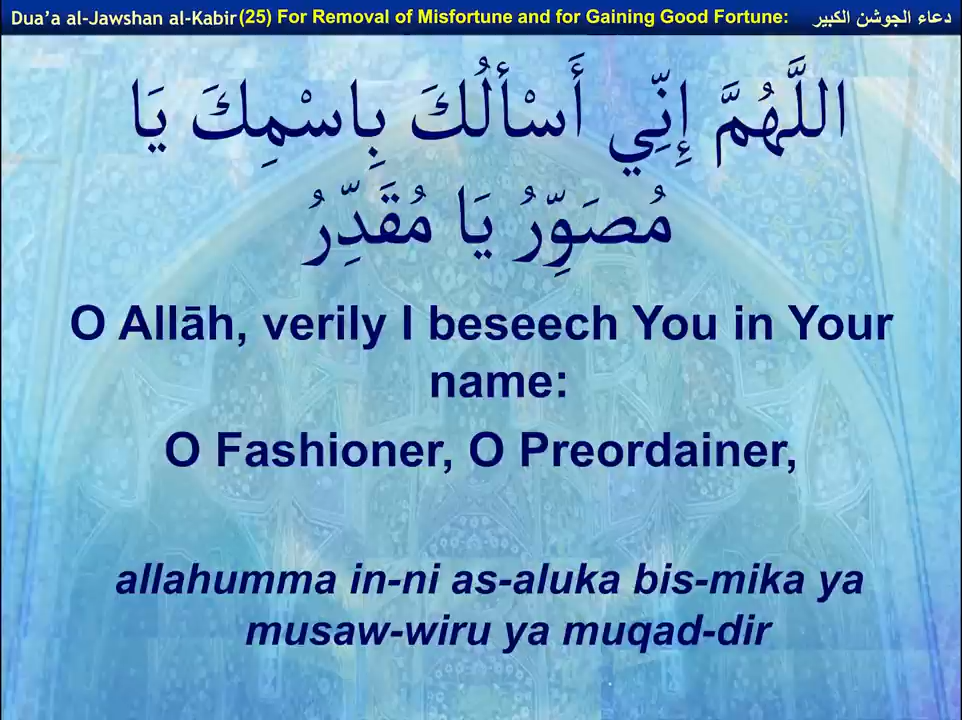 Dua’a al-Jawshan al-Kabir (25) For Removal of Misfortune and for Gaining Good Fortune: دعاء الجوشن الكبير
اللَّهُمَّ إِنِّي أَسْأَلُكَ بِاسْمِكَ يَا
مُصَوِّرُ يَا مُقَدِّرُ
O Allāh, verily I beseech You in Your
name:
O Fashioner, O Preordainer,
allahumma in-ni as-aluka bis-mika ya
musaw-wiru ya muqad-dir